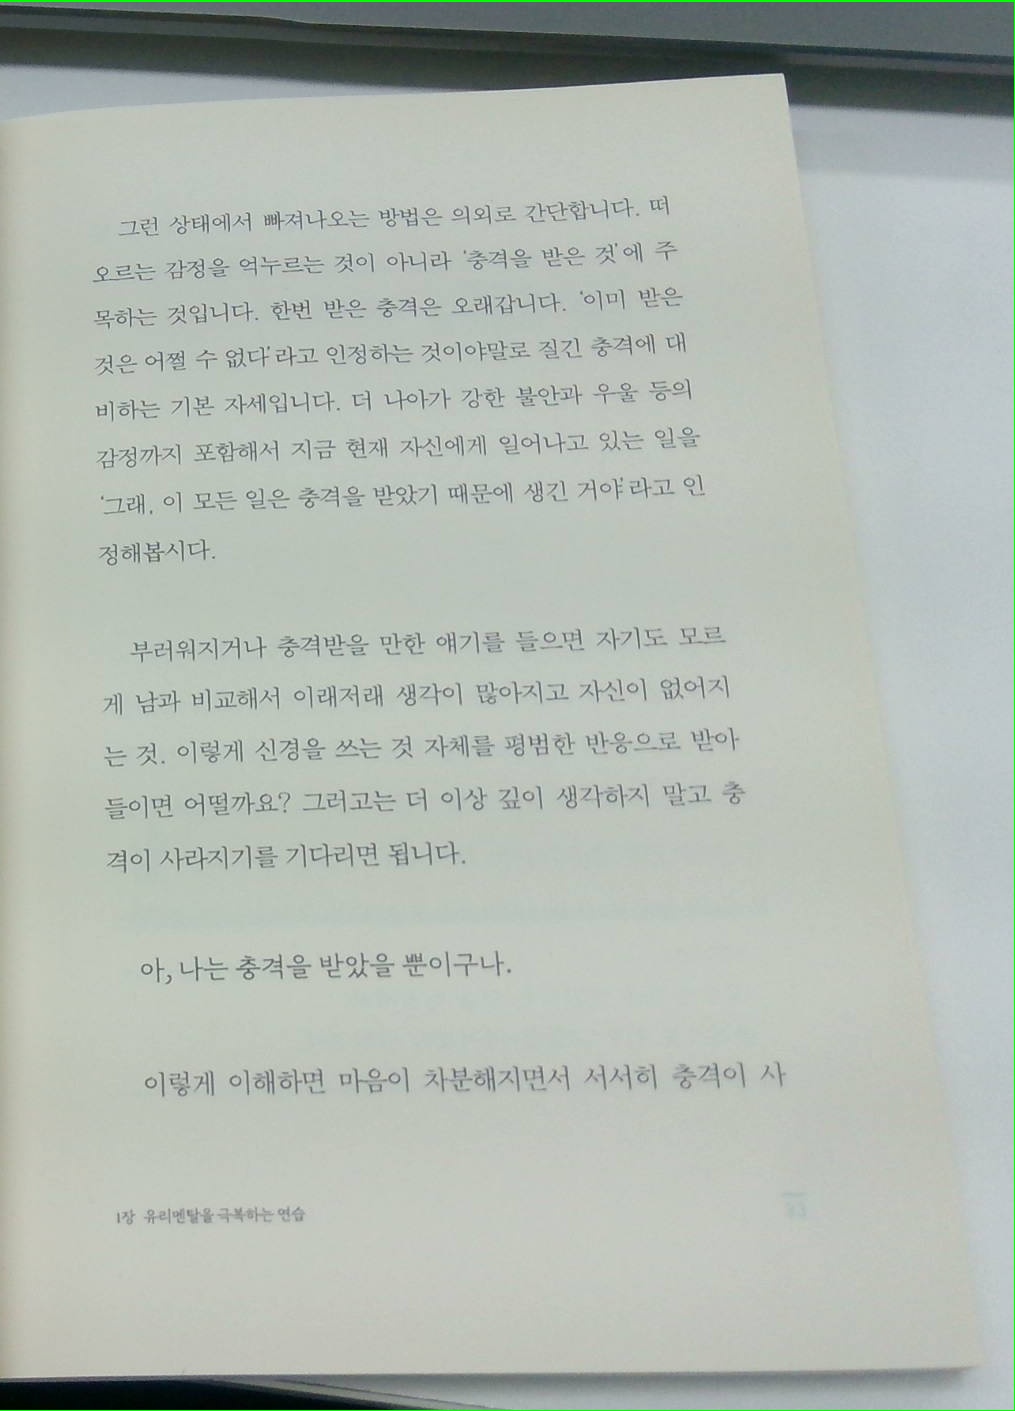 그런 상태에서 빠져나오는 방법은 의외로 간단합니다. 떠
오르는 감정을 억누르는 것이 아니라 ‘충격을 받은 것’에 주
목하는 것입니다. 한번 받은 충격은 오래갑니다. ‘이미 받은
것은 어쩔 수 없다’라고 인정하는 것이야말로 질긴 충격에 대
비하는 기본 자세입니다. 더 나아가 강한 불안과 우울 등의
감정까지 포함해서 지금 현재 자신에게 일어나고 있는 일을
‘그래, 이 모든 일은 충격을 받았기 때문에 생긴 거야’라고 인
정해봅시다.
부러워지거나 충격받을 만한 얘기를 들으면 자기도 모르
게 남과 비교해서 이래저래 생각이 많아지고 자신이 없어지
는 것. 이렇게 신경을 쓰는 것 자체를 평범한 반응으로 받아
들이면 어떨까요? 그러고는 더 이상 깊이 생각하지 말고 충
격이 사라지기를 기다리면 됩니다.
아, 나는 충격을 받았을 뿐이구나.
이렇게 이해하면 마음이 차분해지면서 서서히 충격이 사
1장 유리멘탈을 극복하는 연습